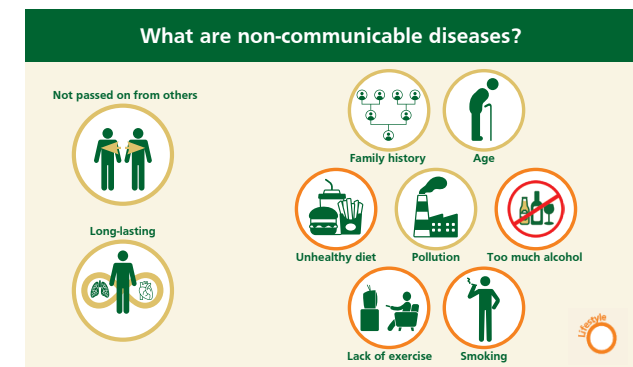 What are non-communicable diseases?
Not passed on from others
Long-lasting
Family history
Age
Unhealthy diet
Pollution
Too much alcohol
Lack of exercise
Smoking
Lifestyle